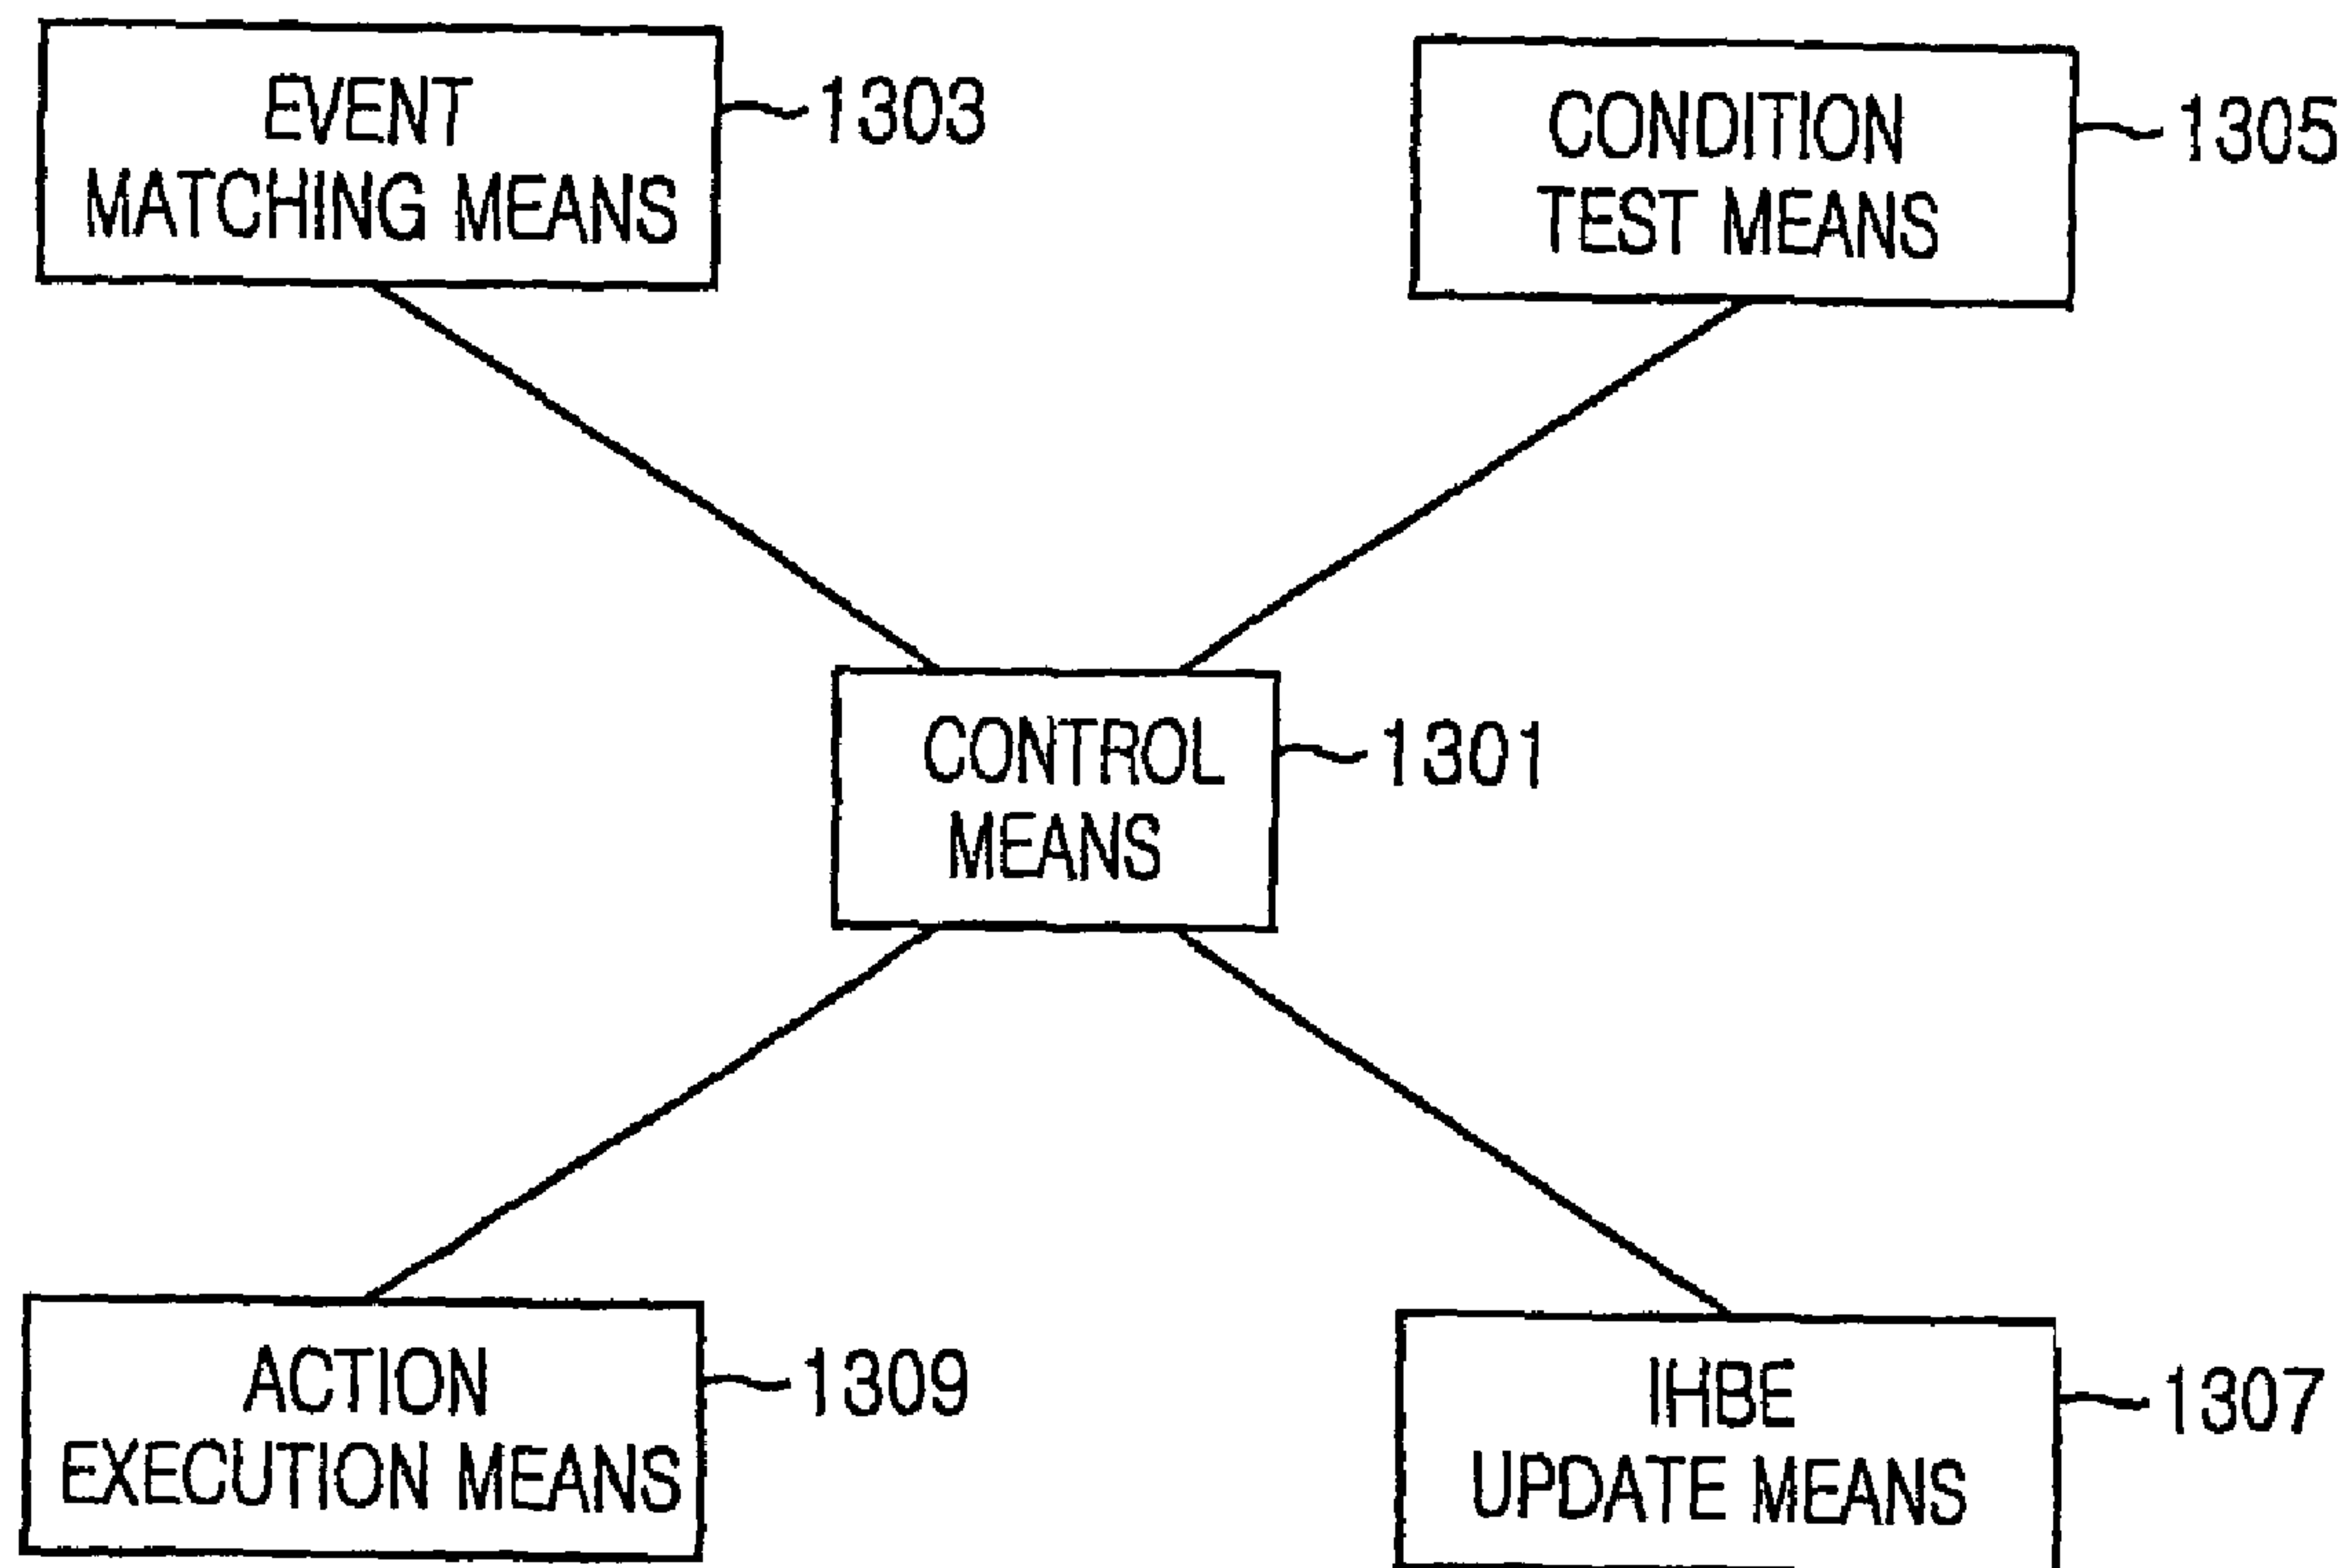 EVENT
MATCHING MEANS
1303
CONDITION
TEST MEANS
1305
CONTROL
MEANS
1301
ACTION
EXECUTION MEANS
1309
IHBE
UPDATE MEANS
1307